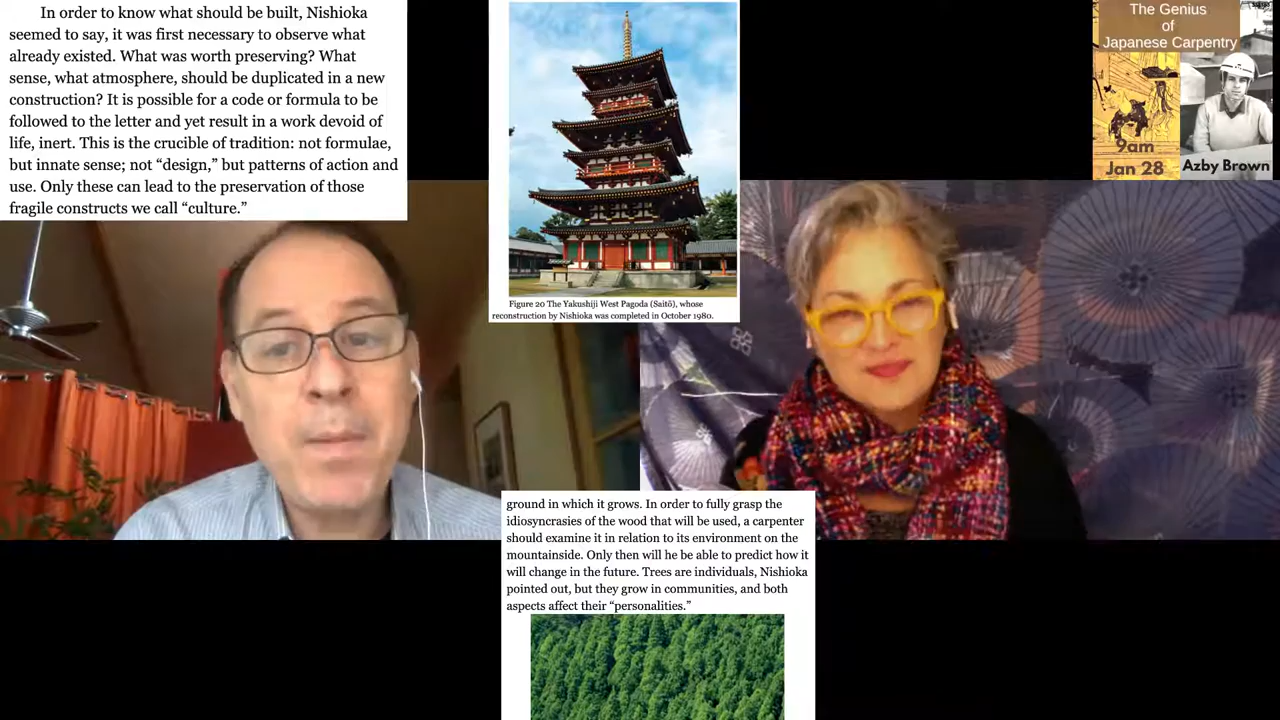 In order to know what should be built, Nishioka
seemed to say, it was first necessary to observe what
already existed. What was worth preserving? What
sense, what atmosphere, should be duplicated in a new
construction? It is possible for a code or formula to be
followed to the letter and yet result in a work devoid of
life, inert. This is the crucible of tradition: not formulae,
but innate sense; not “design,” but patterns of action and
use. Only these can lead to the preservation of those
fragile constructs we call “culture.”
Figure 20 The Yakushiji West Pagoda (Saitō), whose
reconstruction by Nishioka was completed in October 1980.
The Genius
of
Japanese Carpentry
9am
Jan 28
Azby Brown
ground in which it grows. In order to fully grasp the
idiosyncrasies of the wood that will be used, a carpenter
should examine it in relation to its environment on the
mountainside. Only then will he be able to predict how it
will change in the future. Trees are individuals, Nishioka
pointed out, but they grow in communities, and both
aspects affect their “personalities.”